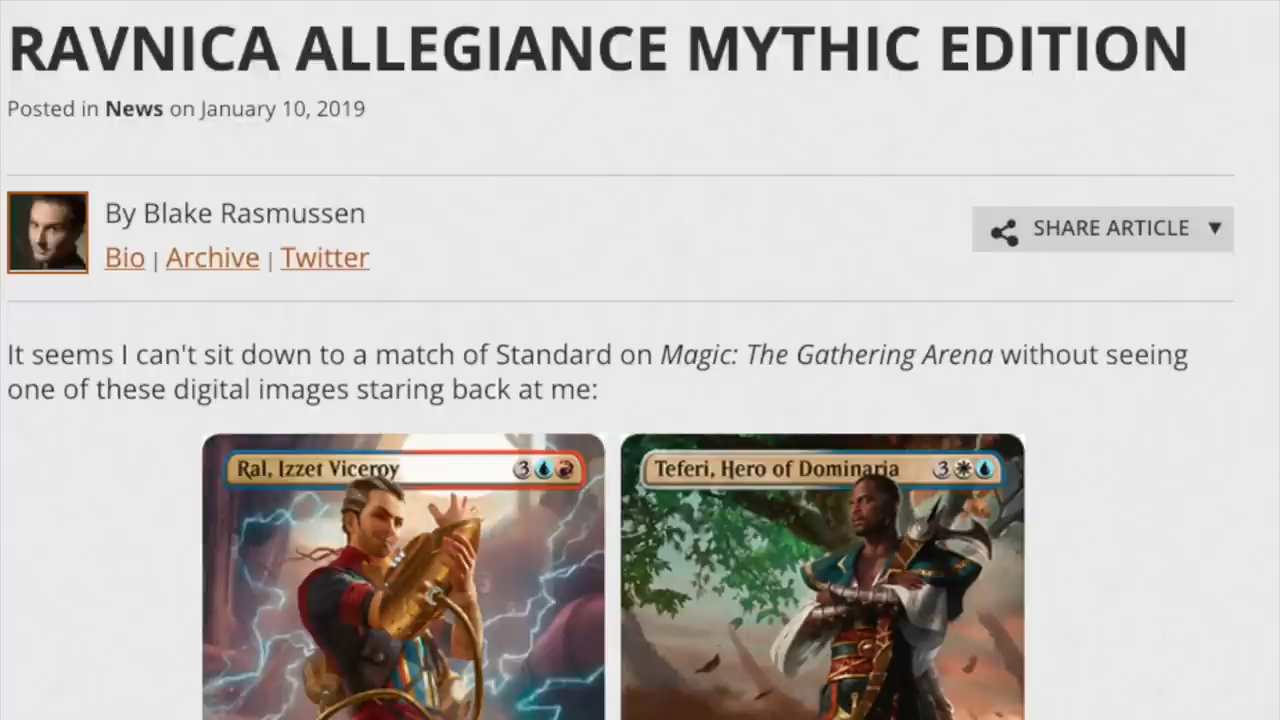 RAVNICA ALLEGIANCE MYTHIC EDITION
Posted in News on January 10, 2019
By Blake Rasmussen
SHARE ARTICLE ▼
Bio | Archive | Twitter
It seems I can't sit down to a match of Standard on Magic: The Gathering Arena without seeing
one of these digital images staring back at me:
Ral, Izzet Viceroy 3
Teferi, Hero of Dominaria 3